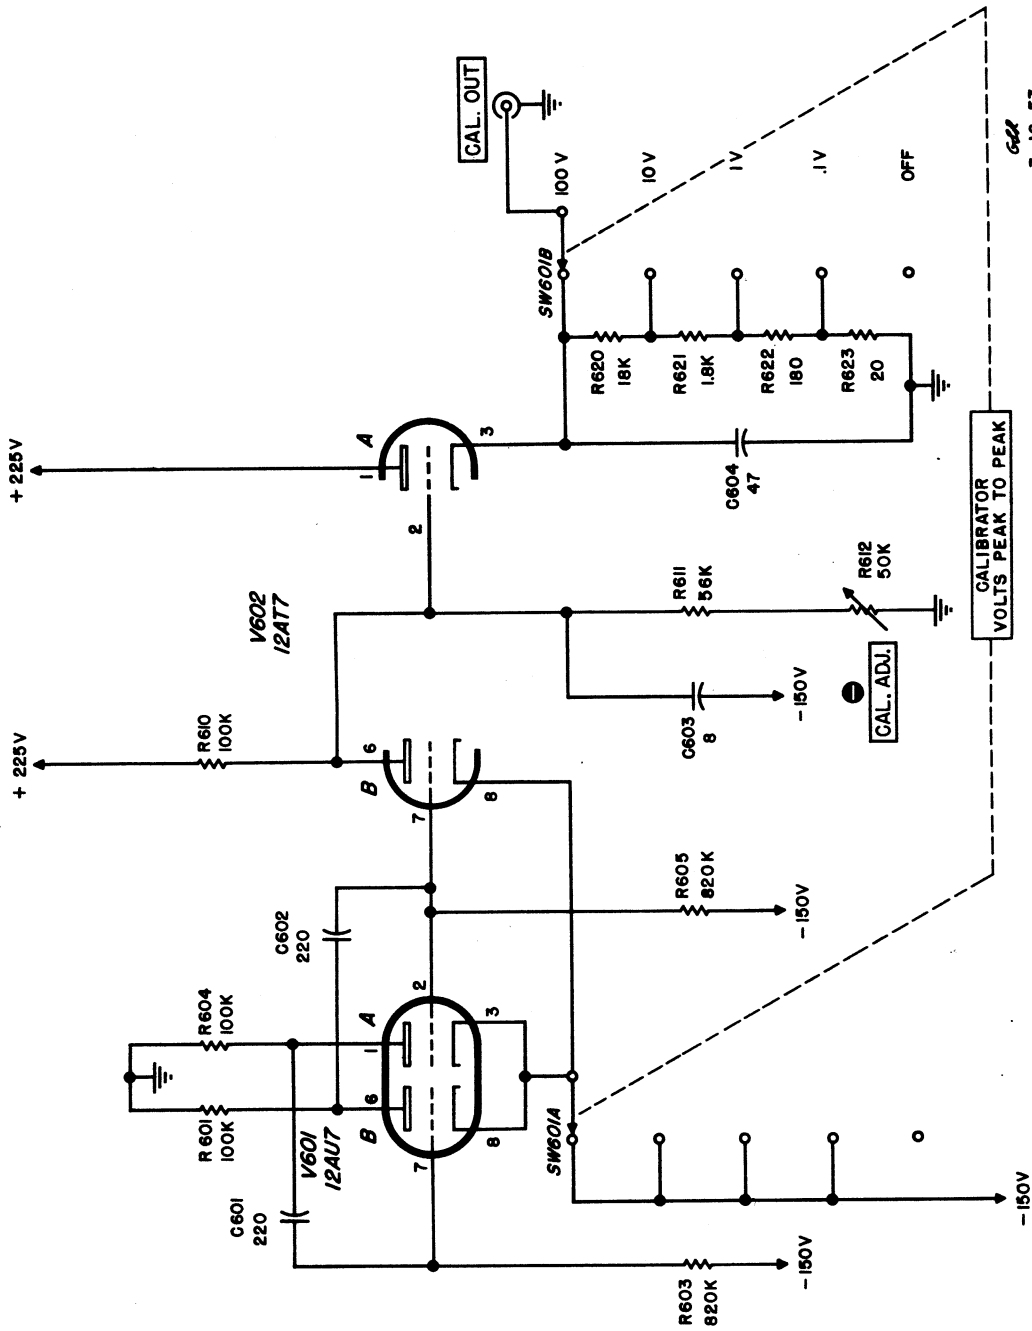 +225V
+ 225V
CAL. OUT
R604
100K
R601
100K
R610
100K
V602
12AT7
A
1
2
3
SW601B
100 V
10 V
1 V
.1V
OFF
R620
18K
R621
1.8K
R622
180
R623
20
C604
47
C602
220
C601
220
V601
12AU7
B
6
7
8
A
1
2
3
B
6
7
8
SW601A
R603
820K
-150V
R605
820K
-150V
-150V
C603
8
-150V
R611
56K
R612
50K
CAL. ADJ.
CALIBRATOR
VOLTS PEAK TO PEAK